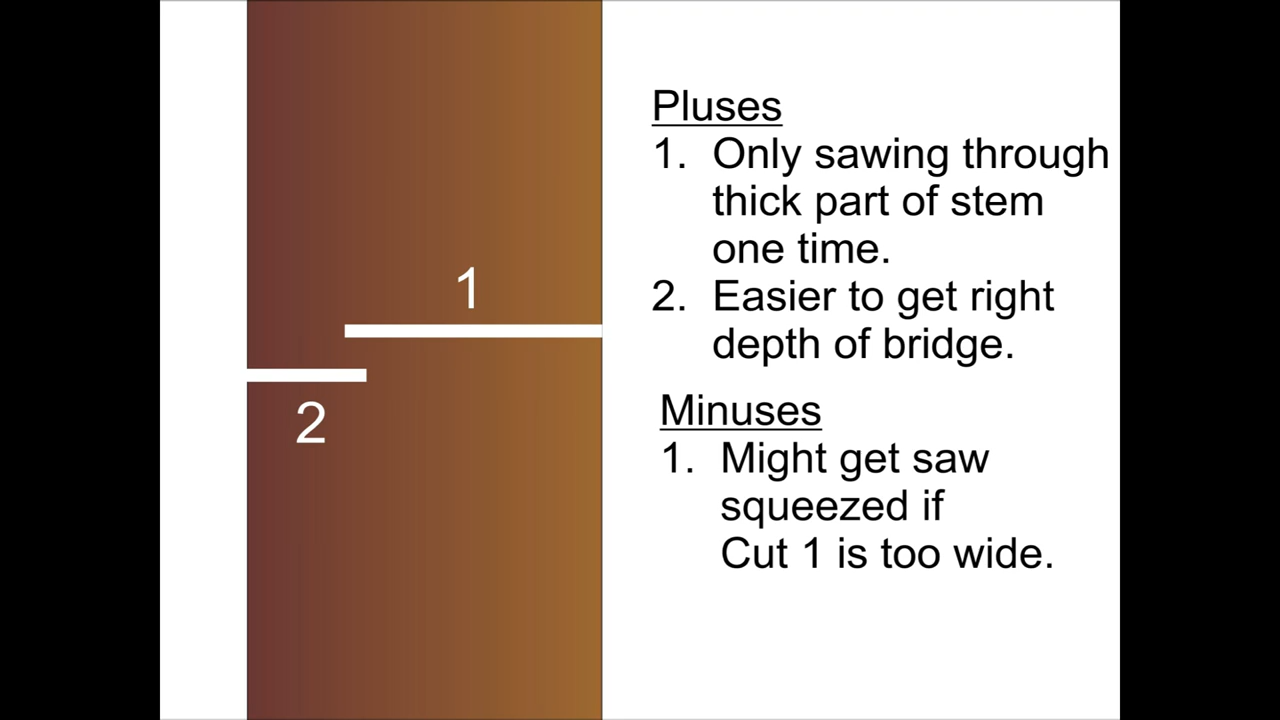 1
2
Pluses
1. Only sawing through
thick part of stem
one time.
2. Easier to get right
depth of bridge.
Minuses
1. Might get saw
squeezed if
Cut 1 is too wide.